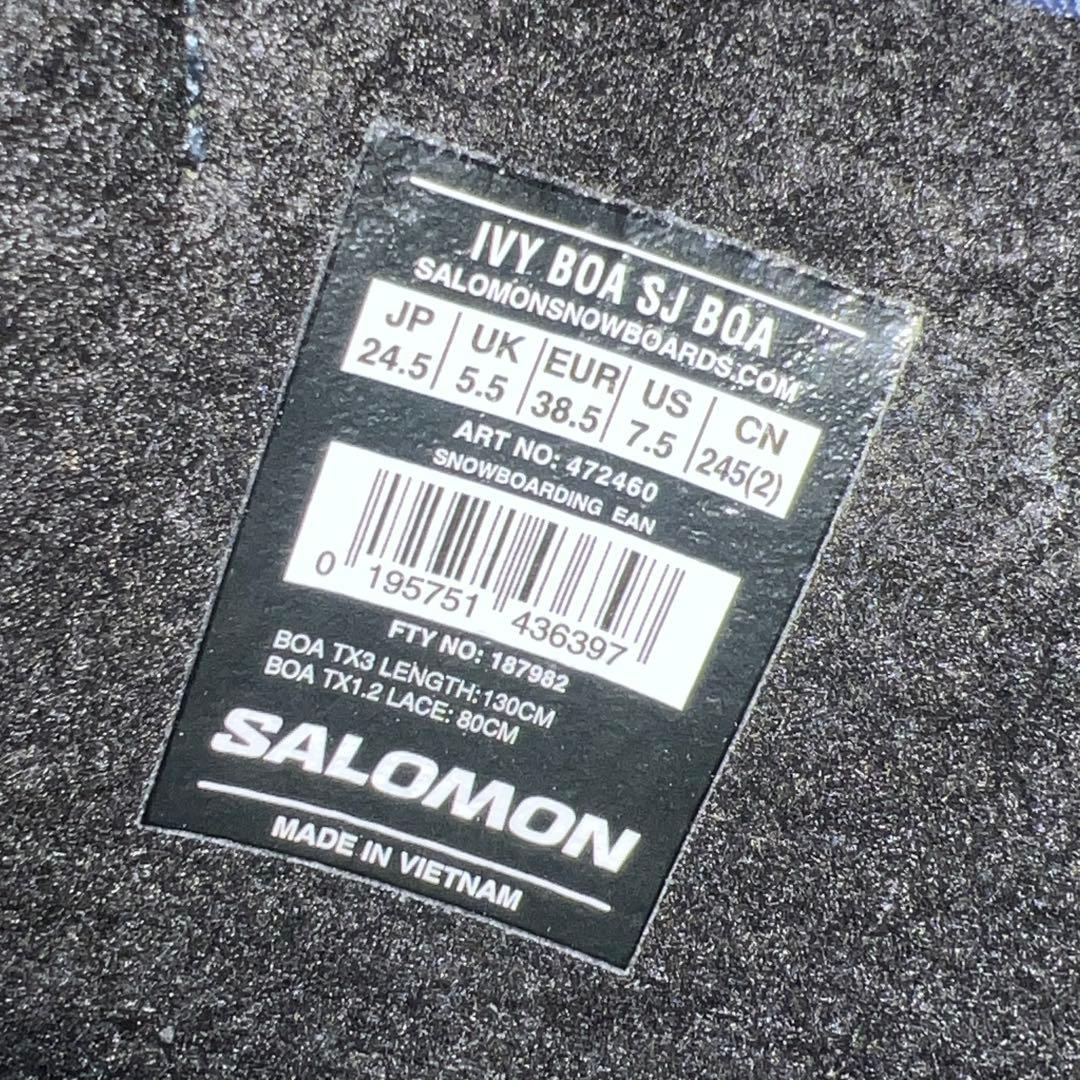 IVY BOA SJ BOA
SALOMONSNOWBOARDS.COM
JP UK EUR US CN
24.5 5.5 38.5 7.5 245(2)
ART NO: 472460
SNOWBOARDING EAN
0 195751 436397
FTY NO: 187982
BOA TX3 LENGTH:130CM
BOA TX1.2 LACE: 80CM
SALOMON
MADE IN VIETNAM